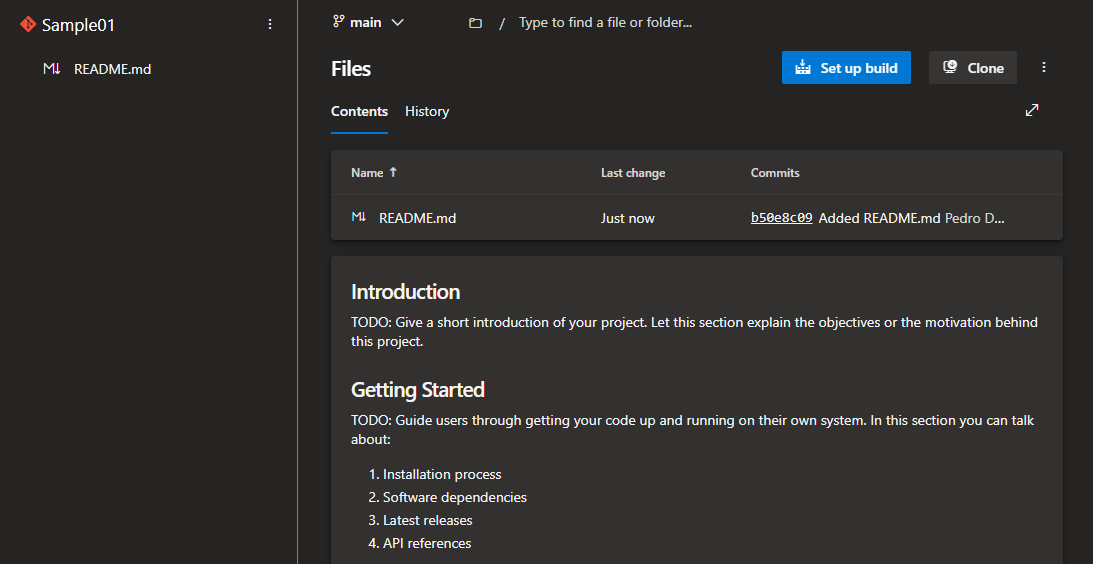 Sample01
README.md
main
/ Type to find a file or folder...
Files
Set up build
Clone
Contents History
Name ↑ Last change Commits
README.md Just now b50e8c09 Added README.md Pedro D...
Introduction
TODO: Give a short introduction of your project. Let this section explain the objectives or the motivation behind
this project.
Getting Started
TODO: Guide users through getting your code up and running on their own system. In this section you can talk
about:
1. Installation process
2. Software dependencies
3. Latest releases
4. API references